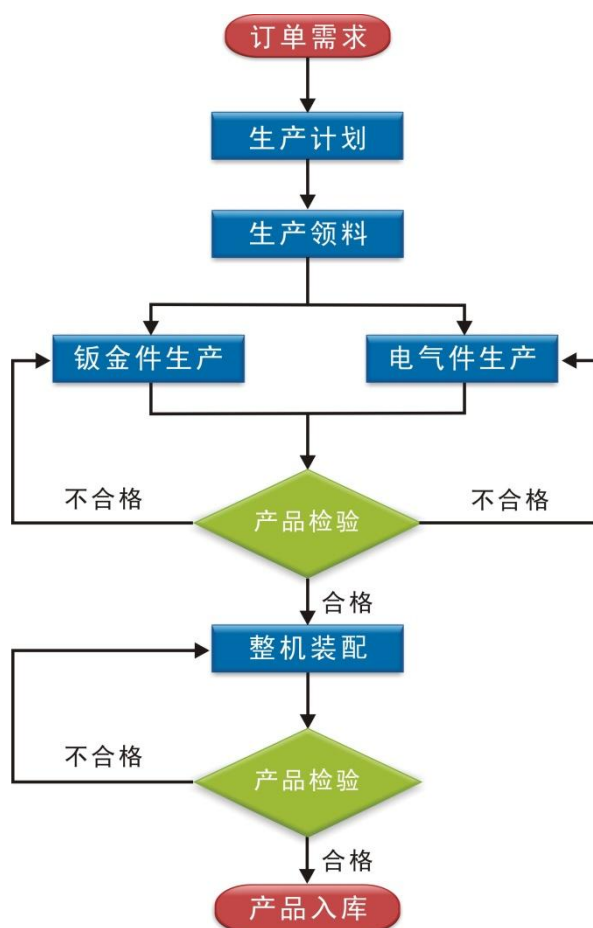 订单需求
生产计划
生产领料
钣金件生产
电气件生产
不合格
产品检验
不合格
合格
整机装配
不合格
产品检验
合格
产品入库